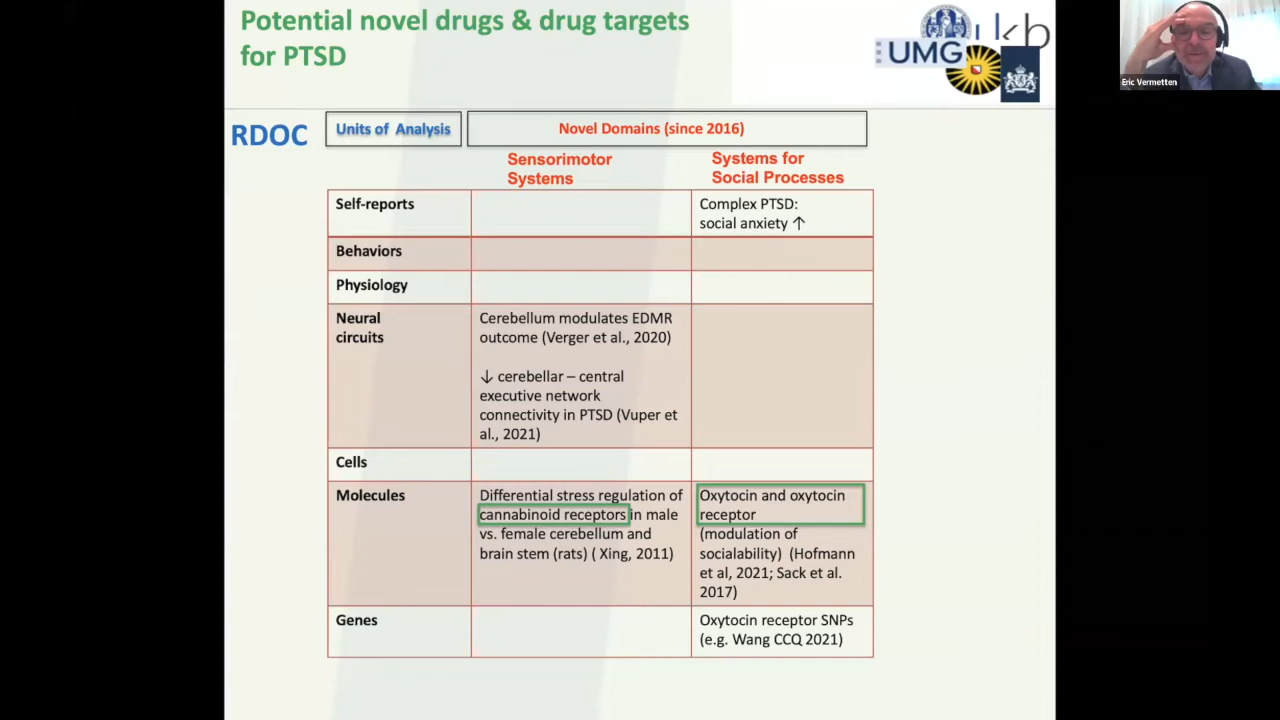 Potential novel drugs & drug targets
for PTSD
UMG
ukb
Eric Vermetten
RDOC
Units of Analysis
Novel Domains (since 2016)
Sensorimotor
Systems
Systems for
Social Processes
Self-reports
Complex PTSD:
social anxiety ↑
Behaviors
Physiology
Neural
circuits
Cerebellum modulates EDMR
outcome (Verger et al., 2020)
↓ cerebellar – central
executive network
connectivity in PTSD (Vuper et
al., 2021)
Cells
Molecules
Differential stress regulation of
cannabinoid receptors in male
vs. female cerebellum and
brain stem (rats) ( Xing, 2011)
Oxytocin and oxytocin
receptor
(modulation of
socialability) (Hofmann
et al, 2021; Sack et al.
2017)
Genes
Oxytocin receptor SNPs
(e.g. Wang CCQ 2021)